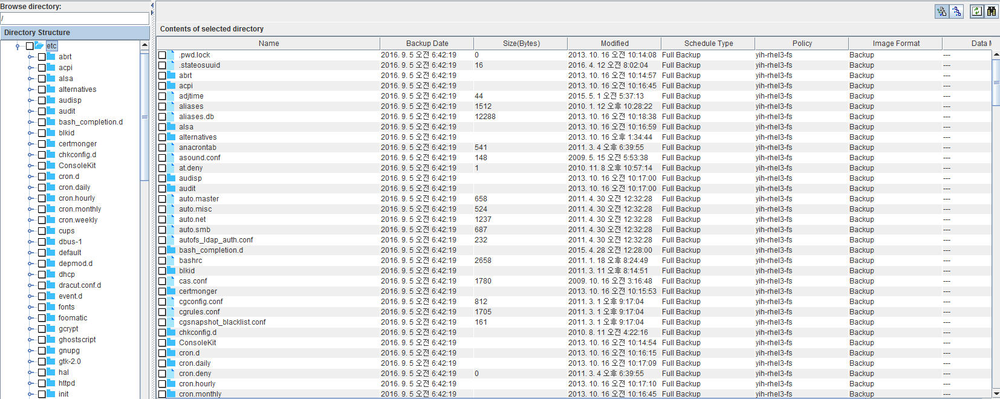 Browse directory:
/
Directory Structure
etc
abrt
acpi
alsa
alternatives
audisp
audit
bash_completion.d
blkid
certmonger
chkconfig.d
ConsoleKit
cron.d
cron.daily
cron.hourly
cron.monthly
cron.weekly
cups
dbus-1
default
depmod.d
dhcp
dracut.conf.d
event.d
fonts
foomatic
gcrypt
ghostscript
gnupg
gtk-2.0
hal
httpd
init
Contents of selected directory
Name Backup Date Size(Bytes) Modified Schedule Type Policy Image Format Data M
.pwd.lock 2016. 9. 5 오전 6:42:19 0 2013. 10. 16 오전 10:14:08 Full Backup yih-rhel3-fs Backup ---
.stateosuuid 2016. 9. 5 오전 6:42:19 16 2016. 4. 12 오전 8:02:04 Full Backup yih-rhel3-fs Backup ---
abrt 2016. 9. 5 오전 6:42:19 2013. 10. 16 오전 10:14:57 Full Backup yih-rhel3-fs Backup ---
acpi 2016. 9. 5 오전 6:42:19 2013. 10. 16 오전 10:16:45 Full Backup yih-rhel3-fs Backup ---
adjtime 2016. 9. 5 오전 6:42:19 44 2015. 5. 1 오전 5:37:13 Full Backup yih-rhel3-fs Backup ---
aliases 2016. 9. 5 오전 6:42:19 1512 2010. 1. 12 오후 10:28:22 Full Backup yih-rhel3-fs Backup ---
aliases.db 2016. 9. 5 오전 6:42:19 12288 2013. 10. 16 오전 10:18:38 Full Backup yih-rhel3-fs Backup ---
alsa 2016. 9. 5 오전 6:42:19 2013. 10. 16 오전 10:16:59 Full Backup yih-rhel3-fs Backup ---
alternatives 2016. 9. 5 오전 6:42:19 2013. 10. 16 오후 1:34:44 Full Backup yih-rhel3-fs Backup ---
anacrontab 2016. 9. 5 오전 6:42:19 541 2011. 3. 4 오후 6:39:55 Full Backup yih-rhel3-fs Backup ---
asound.conf 2016. 9. 5 오전 6:42:19 148 2009. 5. 15 오전 5:53:38 Full Backup yih-rhel3-fs Backup ---
at.deny 2016. 9. 5 오전 6:42:19 1 2010. 11. 8 오후 10:57:14 Full Backup yih-rhel3-fs Backup ---
audisp 2016. 9. 5 오전 6:42:19 2013. 10. 16 오전 10:17:00 Full Backup yih-rhel3-fs Backup ---
audit 2016. 9. 5 오전 6:42:19 2013. 10. 16 오전 10:17:00 Full Backup yih-rhel3-fs Backup ---
auto.master 2016. 9. 5 오전 6:42:19 658 2011. 4. 30 오전 12:32:28 Full Backup yih-rhel3-fs Backup ---
auto.misc 2016. 9. 5 오전 6:42:19 524 2011. 4. 30 오전 12:32:28 Full Backup yih-rhel3-fs Backup ---
auto.net 2016. 9. 5 오전 6:42:19 1237 2011. 4. 30 오전 12:32:28 Full Backup yih-rhel3-fs Backup ---
auto.smb 2016. 9. 5 오전 6:42:19 687 2011. 4. 30 오전 12:32:28 Full Backup yih-rhel3-fs Backup ---
autofs_ldap_auth.conf 2016. 9. 5 오전 6:42:19 232 2011. 4. 30 오전 12:32:28 Full Backup yih-rhel3-fs Backup ---
bash_completion.d 2016. 9. 5 오전 6:42:19 2015. 4. 28 오전 12:28:00 Full Backup yih-rhel3-fs Backup ---
bashrc 2016. 9. 5 오전 6:42:19 2658 2011. 1. 18 오후 8:24:49 Full Backup yih-rhel3-fs Backup ---
blkid 2016. 9. 5 오전 6:42:19 2011. 3. 11 오후 8:14:51 Full Backup yih-rhel3-fs Backup ---
cas.conf 2016. 9. 5 오전 6:42:19 1780 2009. 10. 16 오전 3:16:48 Full Backup yih-rhel3-fs Backup ---
certmonger 2016. 9. 5 오전 6:42:19 2013. 10. 16 오전 10:15:53 Full Backup yih-rhel3-fs Backup ---
cgconfig.conf 2016. 9. 5 오전 6:42:19 812 2011. 3. 1 오후 9:17:04 Full Backup yih-rhel3-fs Backup ---
cgrules.conf 2016. 9. 5 오전 6:42:19 1705 2011. 3. 1 오후 9:17:04 Full Backup yih-rhel3-fs Backup ---
cgsnapshot_blacklist.conf 2016. 9. 5 오전 6:42:19 161 2011. 3. 1 오후 9:17:04 Full Backup yih-rhel3-fs Backup ---
chkconfig.d 2016. 9. 5 오전 6:42:19 2010. 8. 11 오전 4:22:16 Full Backup yih-rhel3-fs Backup ---
ConsoleKit 2016. 9. 5 오전 6:42:19 2013. 10. 16 오전 10:14:54 Full Backup yih-rhel3-fs Backup ---
cron.d 2016. 9. 5 오전 6:42:19 2013. 10. 16 오전 10:16:15 Full Backup yih-rhel3-fs Backup ---
cron.daily 2016. 9. 5 오전 6:42:19 2013. 10. 16 오전 10:17:09 Full Backup yih-rhel3-fs Backup ---
cron.deny 2016. 9. 5 오전 6:42:19 0 2011. 3. 4 오후 6:39:55 Full Backup yih-rhel3-fs Backup ---
cron.hourly 2016. 9. 5 오전 6:42:19 2013. 10. 16 오전 10:17:10 Full Backup yih-rhel3-fs Backup ---
cron.monthly 2016. 9. 5 오전 6:42:19 2013. 10. 16 오전 10:16:45 Full Backup yih-rhel3-fs Backup ---